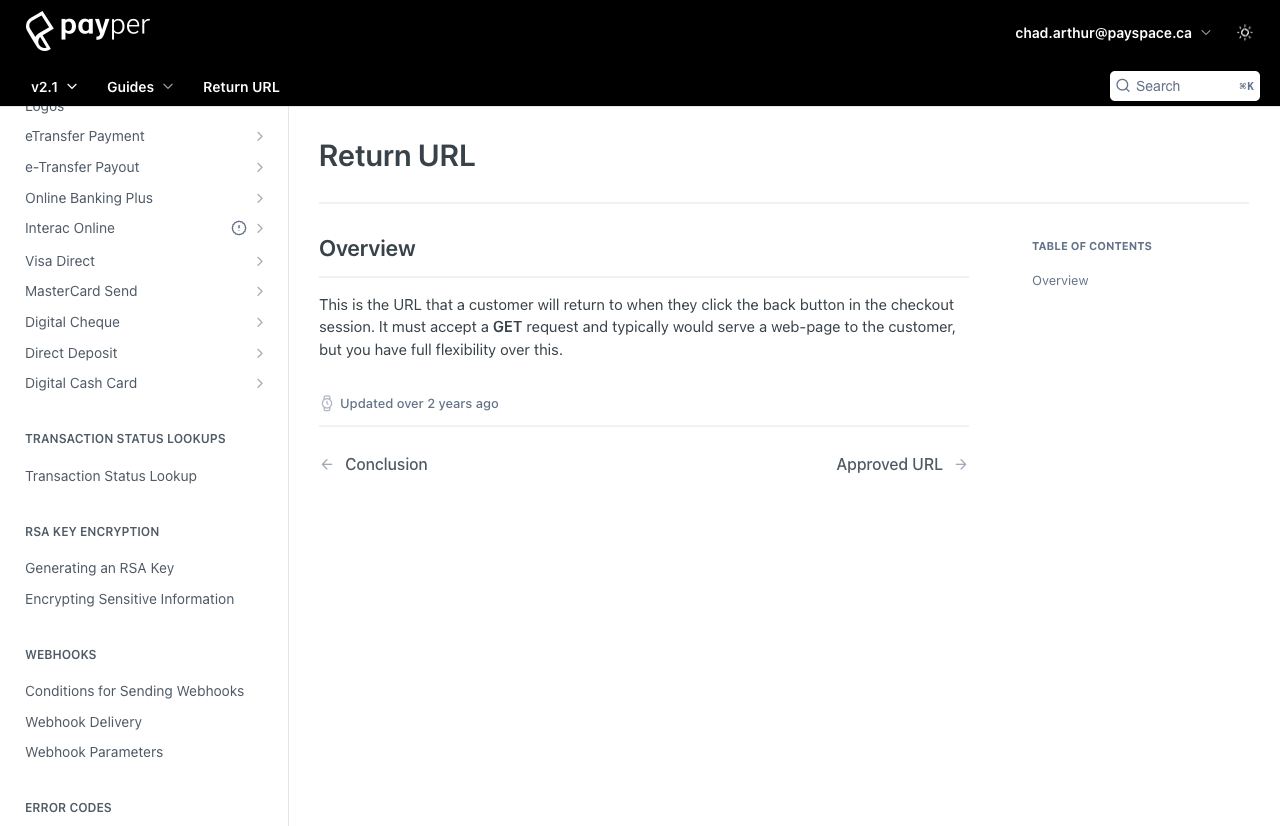 payper
chad.arthur@payspace.ca
v2.1
Guides
Return URL
Search
⌘K
Logos
eTransfer Payment
e-Transfer Payout
Online Banking Plus
Interac Online
Visa Direct
MasterCard Send
Digital Cheque
Direct Deposit
Digital Cash Card
TRANSACTION STATUS LOOKUPS
Transaction Status Lookup
RSA KEY ENCRYPTION
Generating an RSA Key
Encrypting Sensitive Information
WEBHOOKS
Conditions for Sending Webhooks
Webhook Delivery
Webhook Parameters
ERROR CODES
Return URL
Overview
This is the URL that a customer will return to when they click the back button in the checkout
session. It must accept a GET request and typically would serve a web-page to the customer,
but you have full flexibility over this.
Updated over 2 years ago
Conclusion
Approved URL
TABLE OF CONTENTS
Overview